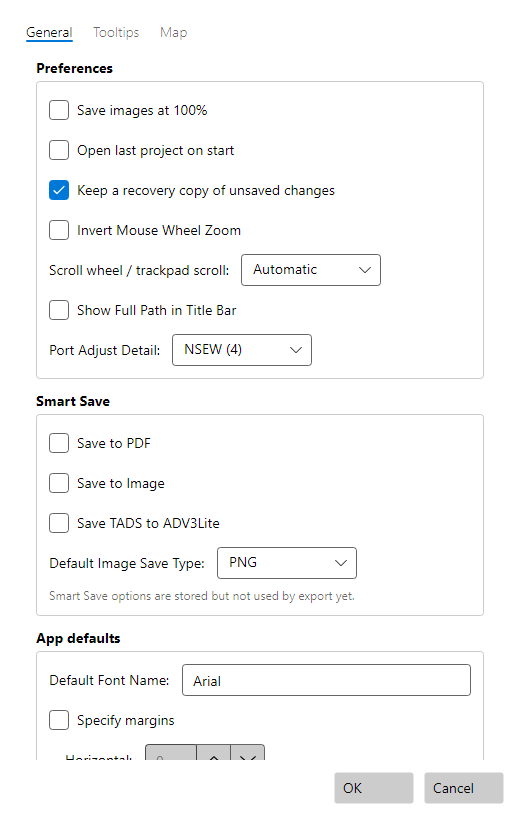 General Tooltips Map
Preferences
Save images at 100%
Open last project on start
Keep a recovery copy of unsaved changes
Invert Mouse Wheel Zoom
Scroll wheel / trackpad scroll: Automatic
Show Full Path in Title Bar
Port Adjust Detail: NSEW (4)
Smart Save
Save to PDF
Save to Image
Save TADS to ADV3Lite
Default Image Save Type: PNG
Smart Save options are stored but not used by export yet.
App defaults
Default Font Name: Arial
Specify margins
Horizontal: 0
OK Cancel